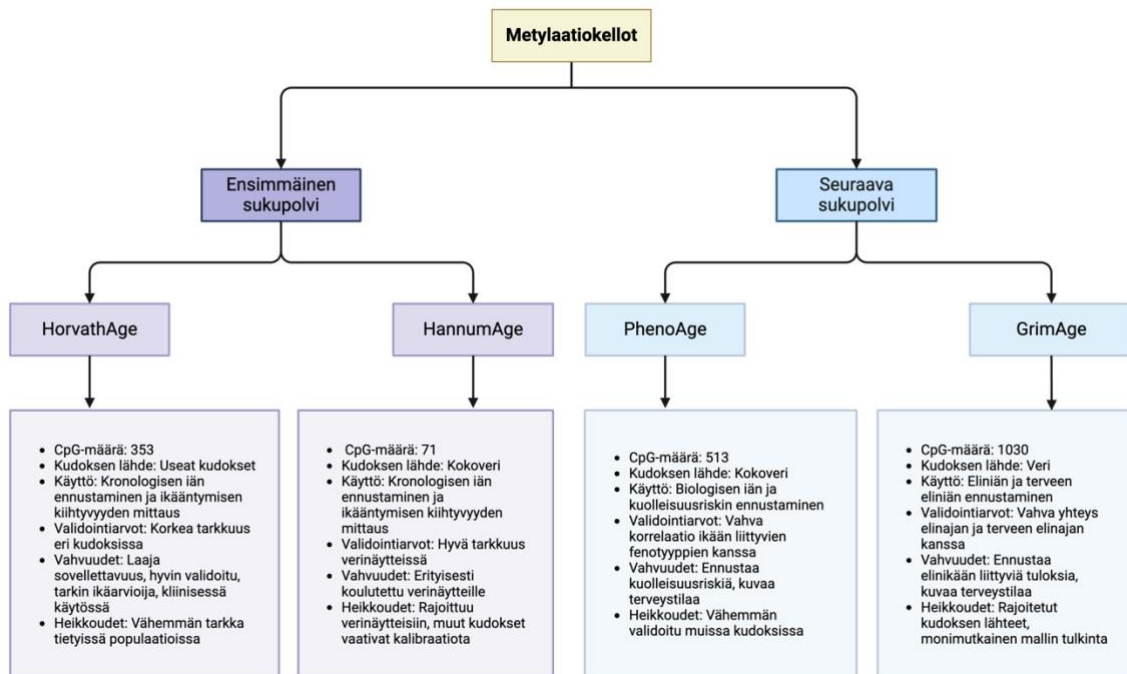 Metylaatiokellot
Ensimmäinen
sukupolvi
Seuraava
sukupolvi
HorvathAge
HannumAge
PhenoAge
GrimAge
• CpG-määrä: 353
• Kudoksen lähde: Useat kudokset
• Käyttö: Kronologisen iän
ennustaminen ja ikääntymisen
kiihtyvyyden mittaus
• Validointiarvot: Korkea tarkkuus
eri kudoksissa
• Vahvuudet: Laaja
sovellettavuus, hyvin validoitu,
tarkin ikäarvioija, kliinisessä
käytössä
• Heikkoudet: Vähemmän tarkka
tietyissä populaatioissa
• CpG-määrä: 71
• Kudoksen lähde: Kokoveri
• Käyttö: Kronologisen iän
ennustaminen ja
ikääntymisen kiihtyvyyden
mittaus
• Validointiarvot: Hyvä tarkkuus
verinäytteissä
• Vahvuudet: Erityisesti
koulutettu verinäytteille
• Heikkoudet: Rajoittuu
verinäytteisiin, muut kudokset
vaativat kalibraatiota
• CpG-määrä: 513
• Kudoksen lähde: Kokoveri
• Käyttö: Biologisen iän ja
kuolleisuusriskin ennustaminen
• Validointiarvot: Vahva
korrelaatio ikään liittyvien
fenotyyppien kanssa
• Vahvuudet: Ennustaa
kuolleisuusriskiä, kuvaa
terveystilaa
• Heikkoudet: Vähemmän
validoitu muissa kudoksissa
• CpG-määrä: 1030
• Kudoksen lähde: Veri
• Käyttö: Eliniän ja terveen
eliniän ennustaminen
• Validointiarvot: Vahva yhteys
elinajan ja terveen elinajan
kanssa
• Vahvuudet: Ennustaa
elinikään liittyviä tuloksia,
kuvaa terveystilaa
• Heikkoudet: Rajoitetut
kudoksen lähteet,
monimutkainen mallin tulkinta